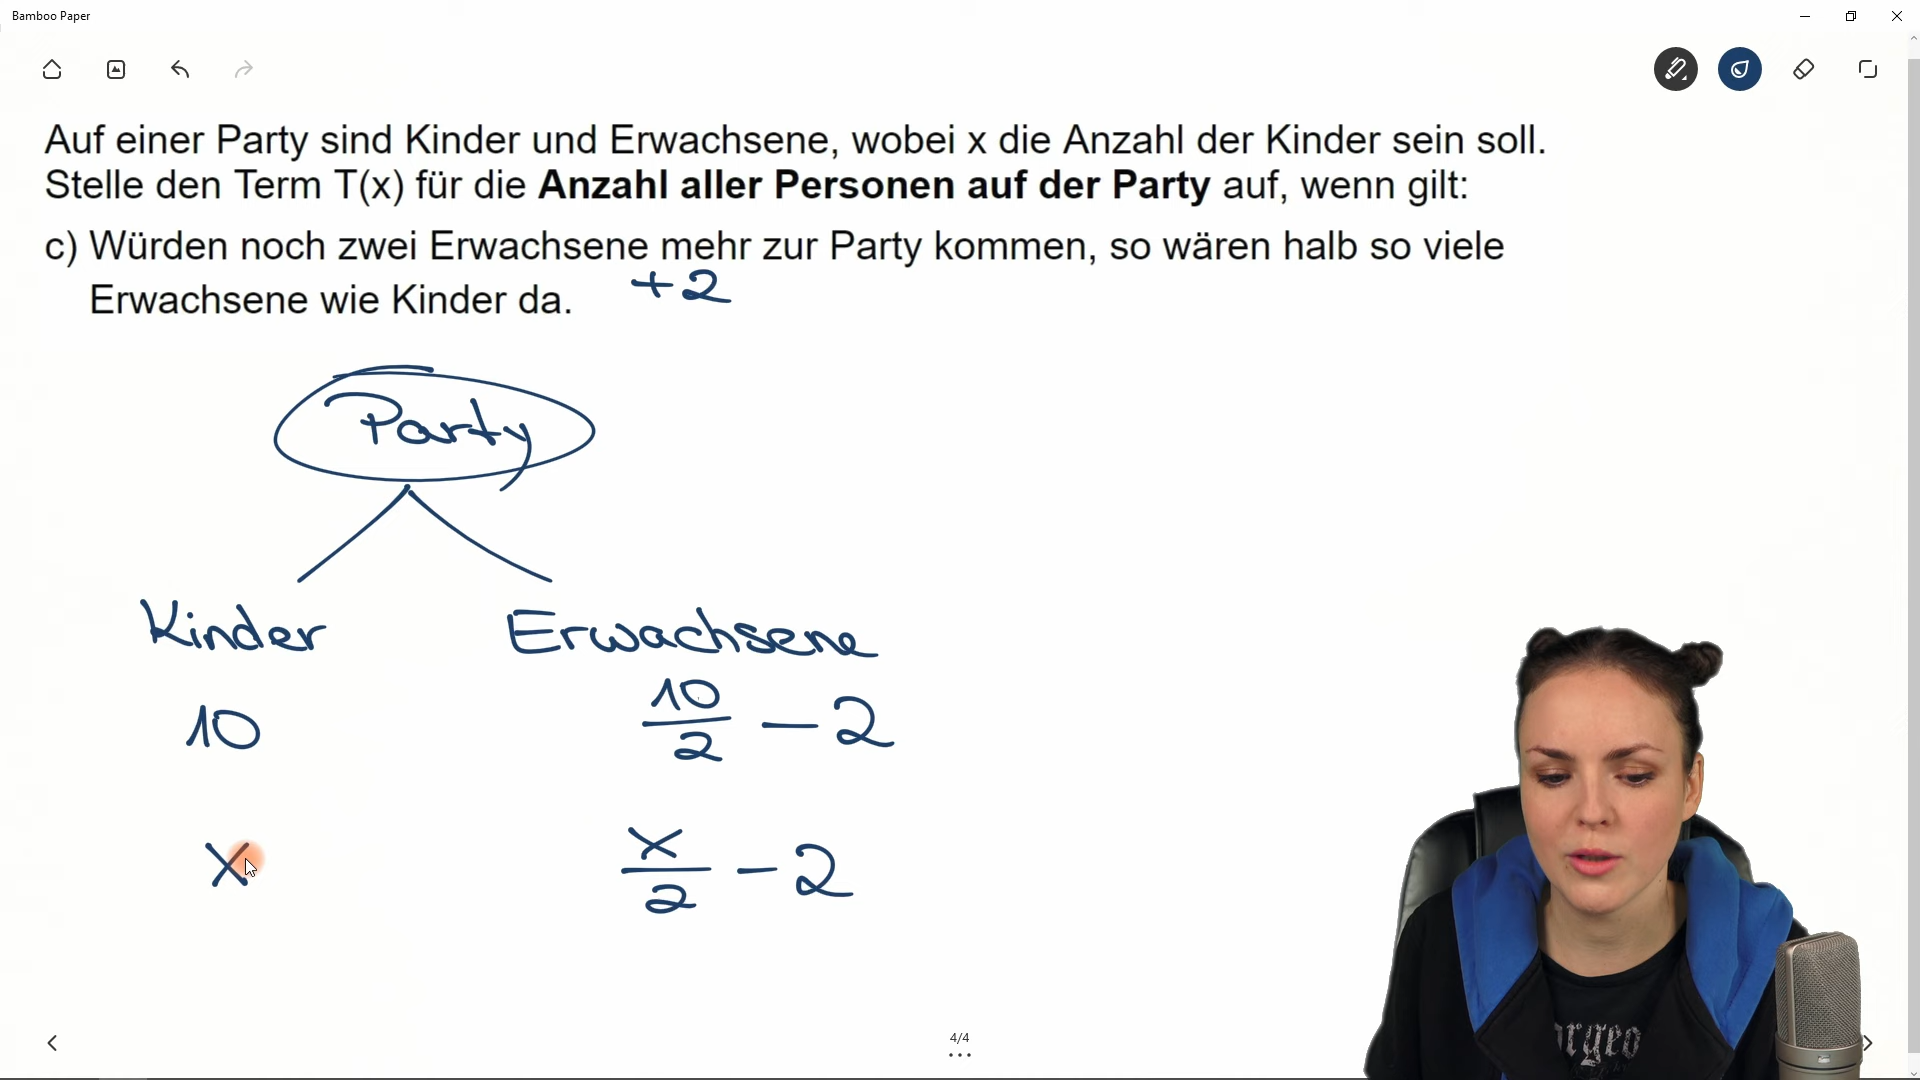 Bamboo Paper
Auf einer Party sind Kinder und Erwachsene, wobei x die Anzahl der Kinder sein soll.
Stelle den Term T(x) für die Anzahl aller Personen auf der Party auf, wenn gilt:
c) Würden noch zwei Erwachsene mehr zur Party kommen, so wären halb so viele
Erwachsene wie Kinder da.
+2
Party
Kinder Erwachsene
10 10/2 - 2
x x/2 - 2
4/4